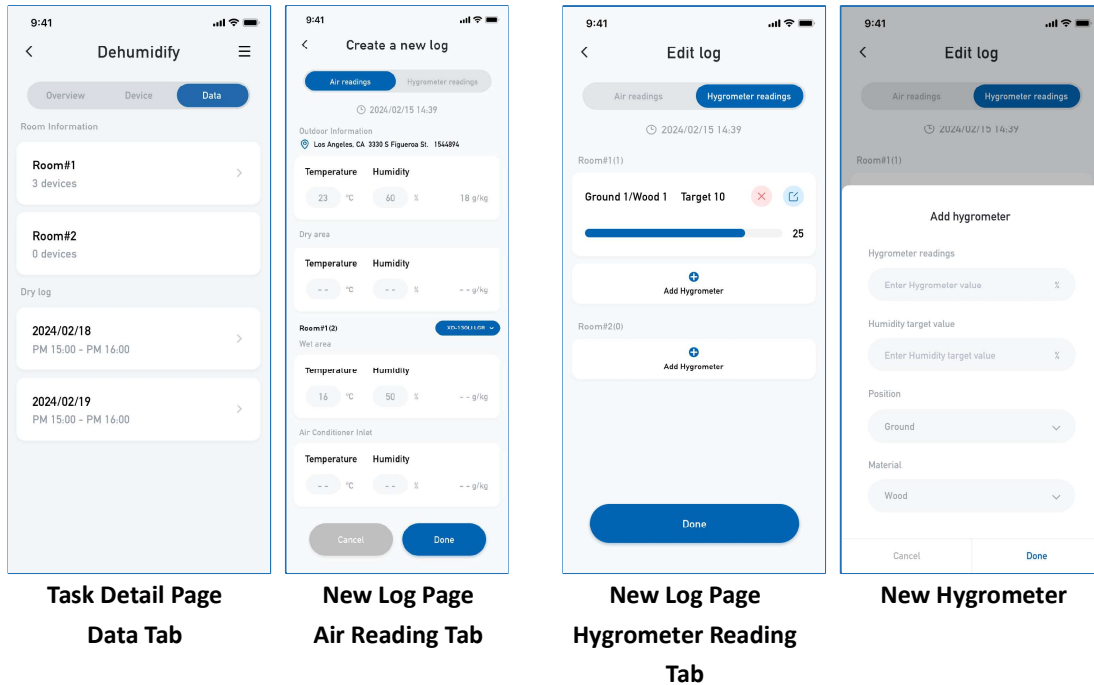 9:41
Dehumidify
Overview Device Data
Room Information
Room#1
3 devices
Room#2
0 devices
Dry log
2024/02/18
PM 15:00 - PM 16:00
2024/02/19
PM 15:00 - PM 16:00
Task Detail Page
Data Tab
9:41
Create a new log
Air readings Hygrometer readings
2024/02/15 14:39
Outdoor Information
Los Angeles, CA 3330 S Figueroa St. 1544894
Temperature Humidity
23 °C 60 % 18 g/kg
Dry area
Temperature Humidity
-- °C -- % -- g/kg
Room#1(2)
Wet area
Temperature Humidity
16 °C 50 % -- g/kg
Air Conditioner Inlet
Temperature Humidity
-- °C -- % -- g/kg
Cancel Done
New Log Page
Air Reading Tab
9:41
Edit log
Air readings Hygrometer readings
2024/02/15 14:39
Room#1(1)
Ground 1/Wood 1 Target 10
25
Add Hygrometer
Room#2(0)
Add Hygrometer
Done
New Log Page
Hygrometer Reading
Tab
9:41
Edit log
Air readings Hygrometer readings
2024/02/15 14:39
Room#1(1)
Add hygrometer
Hygrometer readings
Enter Hygrometer value %
Humidity target value
Enter Humidity target value %
Position
Ground
Material
Wood
Cancel Done
New Hygrometer